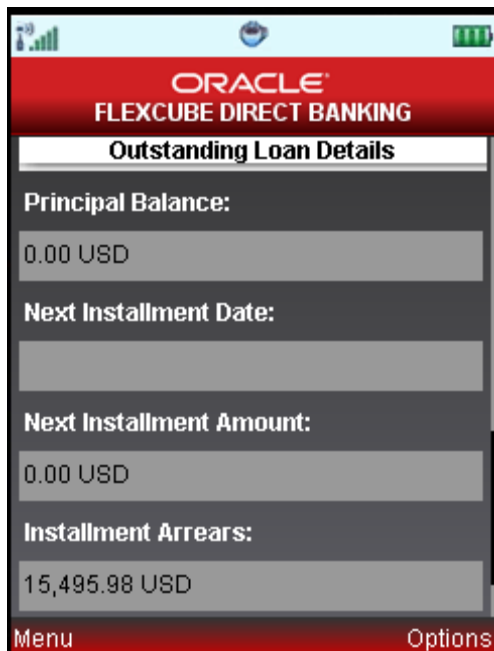 ORACLE
FLEXCUBE DIRECT BANKING
Outstanding Loan Details
Principal Balance:
0.00 USD
Next Installment Date:
Next Installment Amount:
0.00 USD
Installment Arrears:
15,495.98 USD
Menu Options